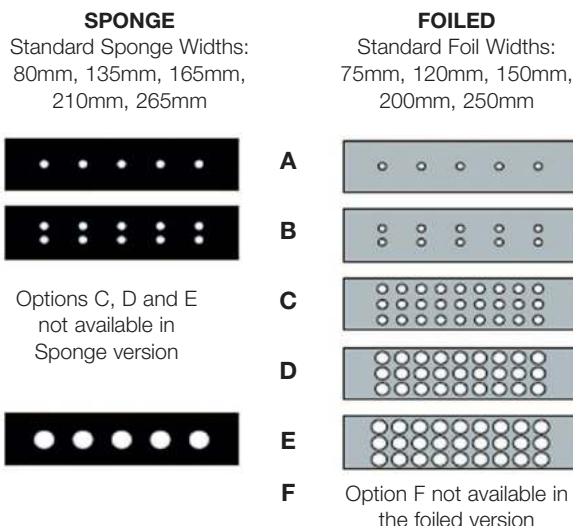 SPONGE
Standard Sponge Widths:
80mm, 135mm, 165mm,
210mm, 265mm
FOILED
Standard Foil Widths:
75mm, 120mm, 150mm,
200mm, 250mm
A
B
Options C, D and E
not available in
Sponge version
C
D
E
F
Option F not available in
the foiled version